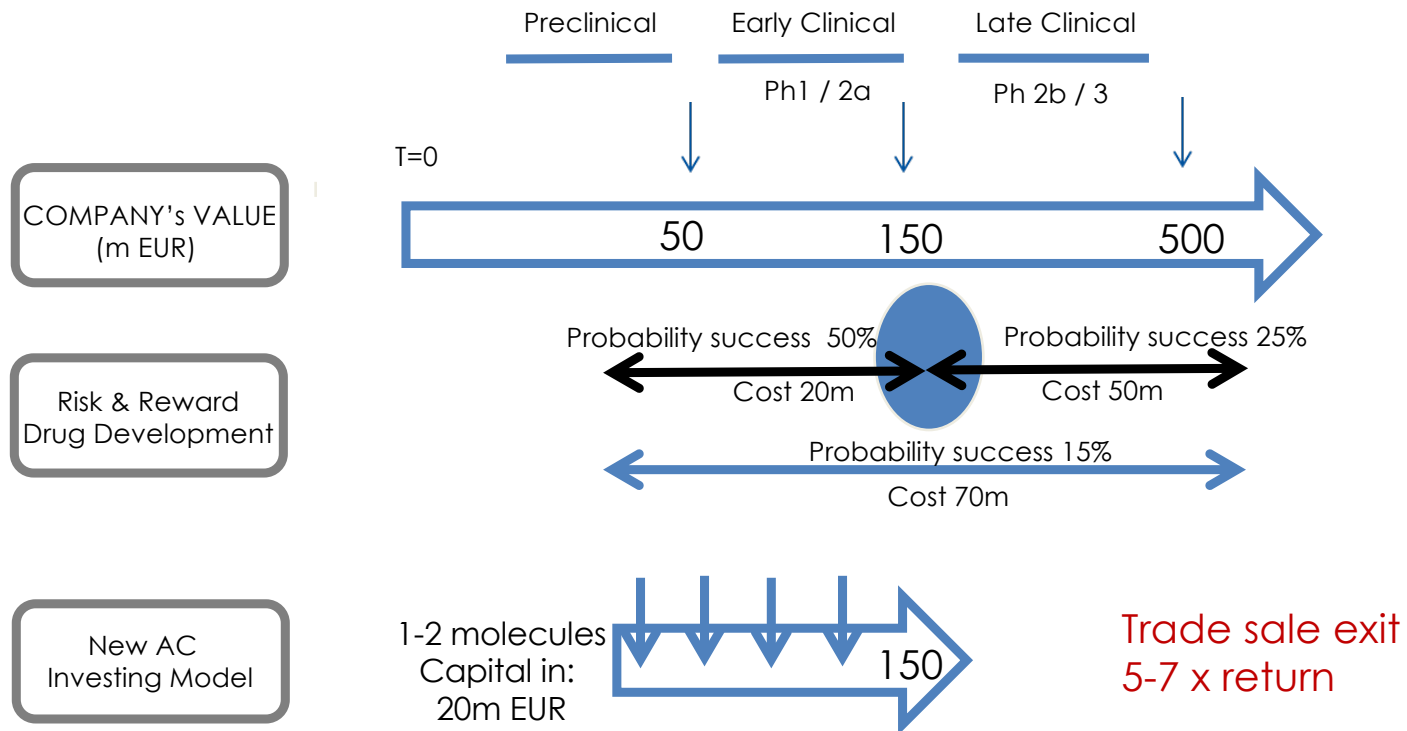 Preclinical
Early Clinical
Late Clinical
Ph1 / 2a
Ph 2b / 3
T=0
COMPANY's VALUE
(m EUR)
50
150
500
Probability success 50%
Probability success 25%
Cost 20m
Cost 50m
Risk & Reward
Drug Development
Probability success 15%
Cost 70m
New AC
Investing Model
1-2 molecules
Capital in:
20m EUR
150
Trade sale exit
5-7 x return